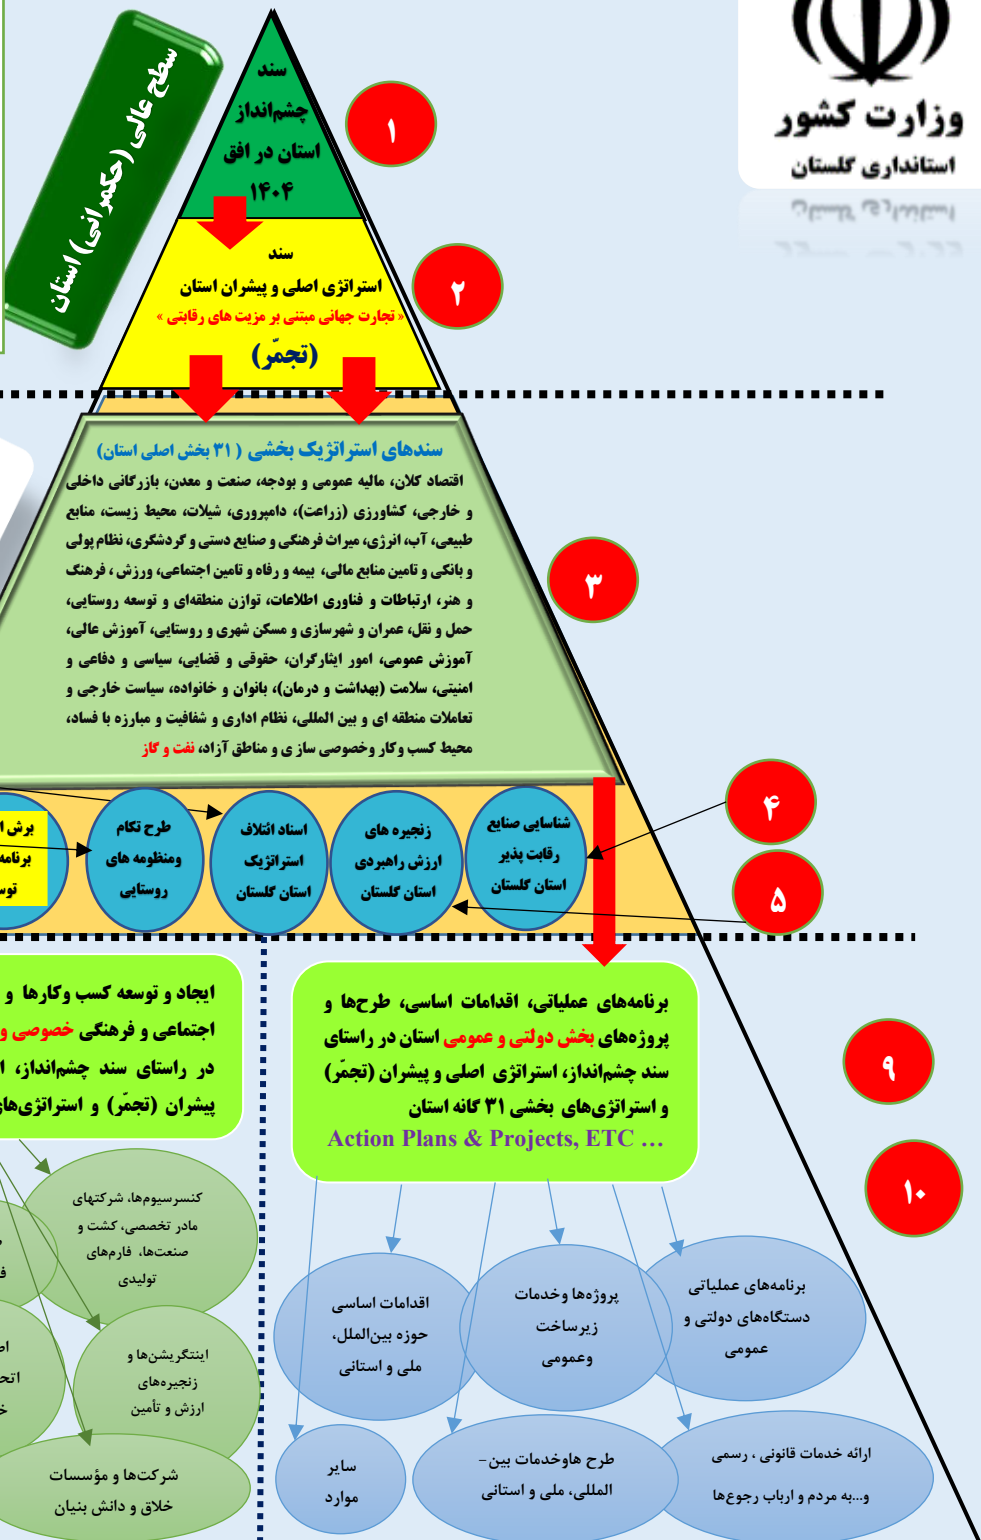 وزارت کشور
استانداری گلستان
سطح عالی (حکمرانی) استان
سند
چشم‌انداز
استان در افق
۱۴۰۴
۱
سند
استراتژی اصلی و پیشران استان
« تجارت جهانی مبتنی بر مزیت های رقابتی »
(تجمّر)
۲
سندهای استراتژیک بخشی ( ۳۱ بخش اصلی استان)
اقتصاد کلان، مالیه عمومی و بودجه، صنعت و معدن، بازرگانی داخلی
و خارجی، کشاورزی (زراعت)، دامپروری، شیلات، محیط زیست، منابع
طبیعی، آب، انرژی، میراث فرهنگی و صنایع دستی و گردشگری، نظام پولی
و بانکی و تامین منابع مالی، بیمه و رفاه و تامین اجتماعی، ورزش ، فرهنگ
و هنر، ارتباطات و فناوری اطلاعات، توازن منطقه‌ای و توسعه روستایی،
حمل و نقل، عمران و شهرسازی و مسکن شهری و روستایی، آموزش عالی،
آموزش عمومی، امور ایثارگران، حقوقی و قضایی، سیاسی و دفاعی و
امنیتی، سلامت (بهداشت و درمان)، بانوان و خانواده، سیاست خارجی و
تعاملات منطقه ای و بین المللی، نظام اداری و شفافیت و مبارزه با فساد،
محیط کسب وکار وخصوصی سازی و مناطق آزاد، نفت و گاز
۳
شناسایی صنایع
رقابت پذیر
استان گلستان
زنجیره های
ارزش راهبردی
استان گلستان
اسناد ائتلاف
استراتژیک
استان گلستان
طرح تکام
ومنظومه های
روستایی
برش ا
برنامه
توس
۴
۵
برنامه‌های عملیاتی، اقدامات اساسی، طرح‌ها و
پروژه‌های بخش دولتی و عمومی استان در راستای
سند چشم‌انداز، استراتژی اصلی و پیشران (تجمّر)
و استراتژی‌های بخشی ۳۱ گانه استان
Action Plans & Projects, ETC …
ایجاد و توسعه کسب وکارها و
اجتماعی و فرهنگی خصوصی و
در راستای سند چشم‌انداز، ا
پیشران (تجمّر) و استراتژی‌های
۹
۱۰
برنامه‌های عملیاتی
دستگاه‌های دولتی و
عمومی
پروژه‌ها وخدمات
زیرساخت
وعمومی
اقدامات اساسی
حوزه بین‌الملل،
ملی و استانی
کنسرسیوم‌ها، شرکتهای
مادر تخصصی، کشت و
صنعت‌ها، فارم‌های
تولیدی
اینتگریشن‌ها و
زنجیره‌های
ارزش و تأمین
ارائه خدمات قانونی ، رسمی
و...به مردم و ارباب رجوع‌ها
طرح هاوخدمات بین –
المللی، ملی و استانی
سایر
موارد
شرکت‌ها و مؤسسات
خلاق و دانش بنیان